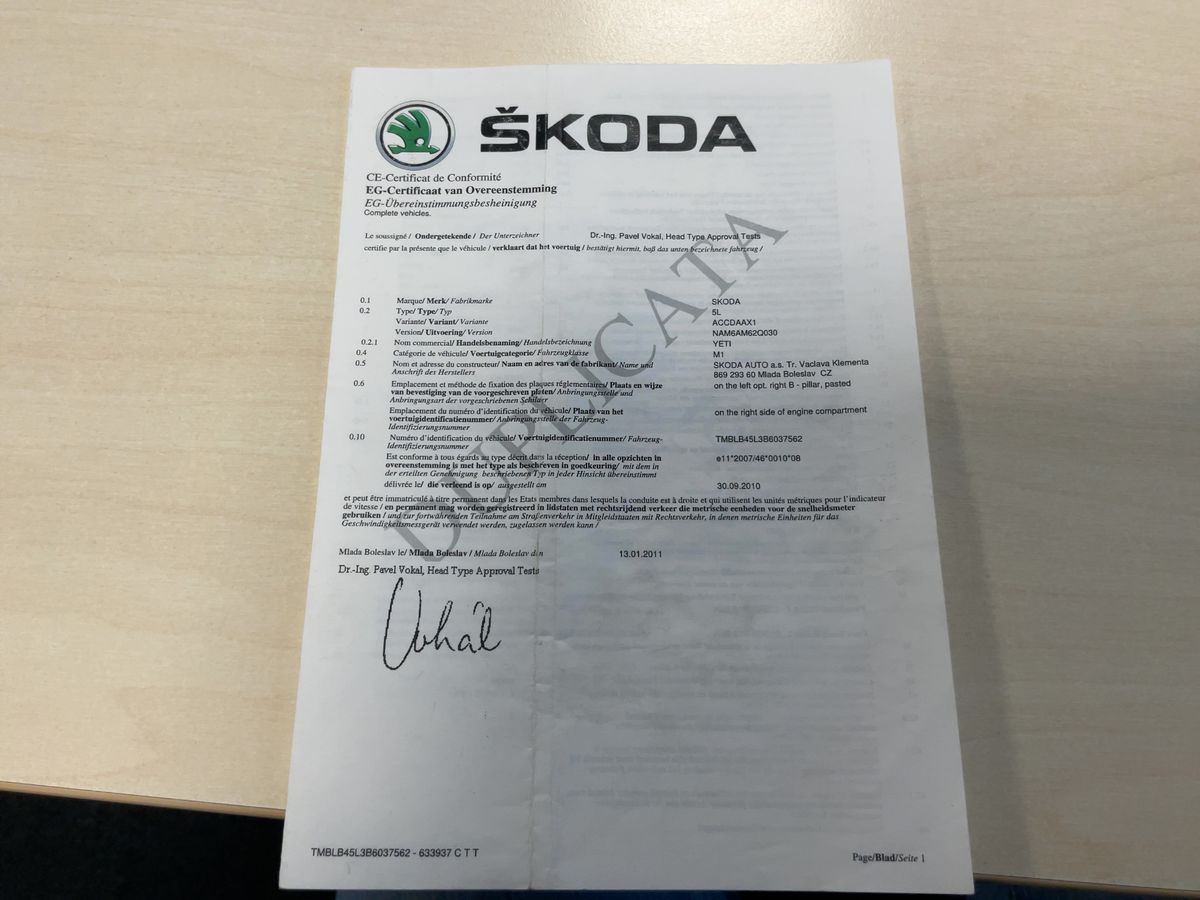 ŠKODA
CE-Certificat de Conformité
EG-Certificaat van Overeenstemming
EG-Übereinstimmungsbesheinigung
Complete vehicles.
Le soussigné / Ondergetekende / Der Unterzeichner Dr.-Ing. Pavel Vokal, Head Type Approval Tests
certifie par la présente que le véhicule / verklaart dat het voertuig / bestätigt hiermit, baß das unten bezeichnete fahrzeug /
DUPLICATA
0.1 Marque/ Merk/ Fabrikmarke SKODA
0.2 Type/ Type/ Typ 5L
Variante/ Variant/ Variante ACCDAAX1
Version/ Uitvoering/ Version NAM6AM62Q030
0.2.1 Nom commercial/ Handelsbenaming/ Handelsbezeichnung YETI
0.4 Catégorie de véhicule/ Voertuigcategorie/ Fahrzeugklasse M1
0.5 Nom et adresse du constructeur/ Naam en adres van de fabrikant/ Name und SKODA AUTO a.s. Tr. Vaclava Klementa
Anschrift des Herstellers 869 293 60 Mlada Boleslav CZ
0.6 Emplacement et méthode de fixation des plaques réglementaires/ Plaats en wijze on the left opt. right B - pillar, pasted
van bevestiging van de voorgeschreven platen/ Anbringungsstelle und
Anbringungsart der vorgeschriebenen Schilder
Emplacement du numéro d'identification du véhicule/ Plaats van het on the right side of engine compartment
voertuigidentificatienummer/ Anbringungsstelle der Fahrzeug-
Identifizierungsnummer
0.10 Numéro d'identification du véhicule/ Voertuigidentificatienummer/ Fahrzeug- TMBLB45L3B6037562
Identifizierungsnummer
Est conforme à tous égards au type décrit dans la réception/ in alle opzichten in e11*2007/46*0010*08
overeenstemming is met het type als beschreven in goedkeuring/ mit dem in
der erteilten Genehmigung beschriebenen Typ in jeder Hinsicht übereinstimmt
délivrée le/ die verleend is op/ ausgestellt am 30.09.2010
et peut être immatriculé à titre permanent dans les Etats membres dans lesquels la conduite est à droite et qui utilisent les unités métriques pour l'indicateur
de vitesse / en permanent mag worden geregistreerd in lidstaten met rechtsrijdend verkeer die metrische eenheden voor de snelheidsmeter
gebruiken / und zur fortwährenden Teilnahme am Straßenverkehr in Mitgliedstaaten mit Rechtsverkehr, in denen metrische Einheiten für das
Geschwindigkeitsmessgerät verwendet werden, zugelassen werden kann /
Mlada Boleslav le/ Mlada Boleslav / Mlada Boleslav den 13.01.2011
Dr.-Ing. Pavel Vokal, Head Type Approval Tests
Vokál
TMBLB45L3B6037562 - 633937 C T T
Page/Blad/Seite 1